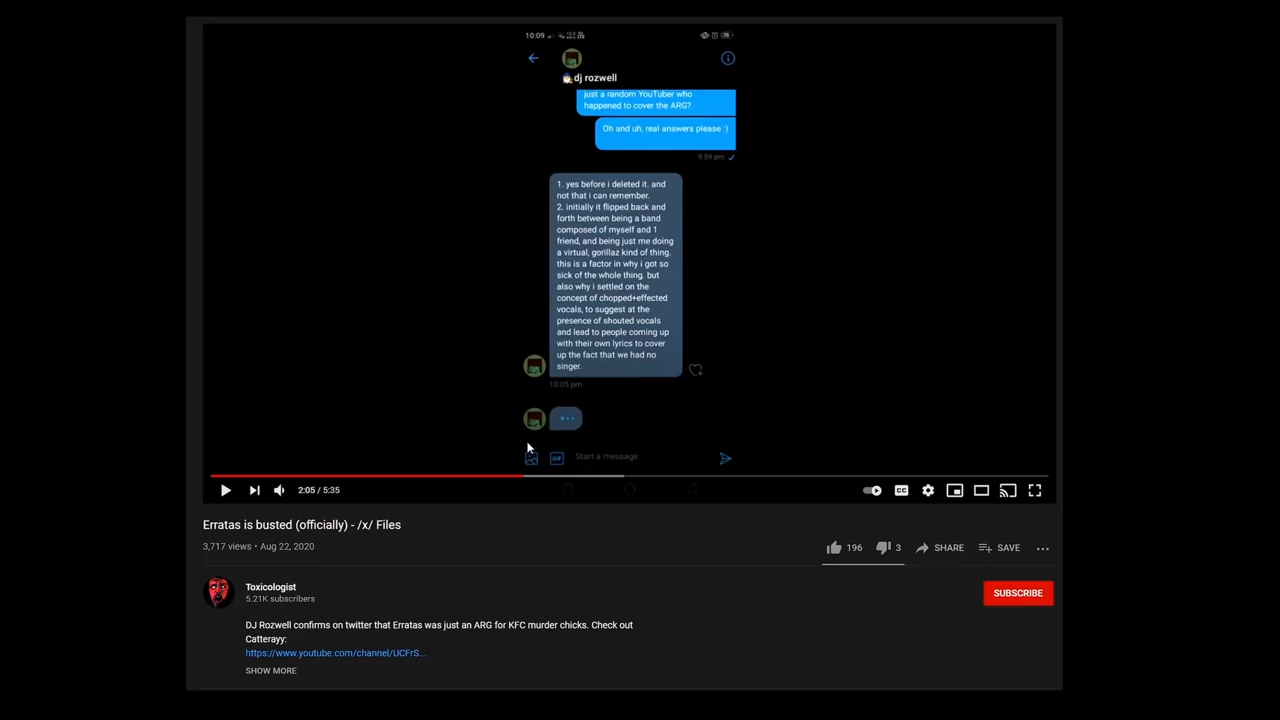 10:09
dj rozwell
just a random YouTuber who
happened to cover the ARG?
Oh and uh, real answers please :)
9:59 pm
1. yes before i deleted it. and
not that i can remember.
2. initially it flipped back and
forth between being a band
composed of myself and 1
friend, and being just me doing
a virtual, gorillaz kind of thing.
this is a factor in why i got so
sick of the whole thing. but
also why i settled on the
concept of chopped+effected
vocals, to suggest at the
presence of shouted vocals
and lead to people coming up
with their own lyrics to cover
up the fact that we had no
singer.
10:05 pm
GIF
Start a message
2:05 / 5:35
CC
Erratas is busted (officially) - /x/ Files
3,717 views • Aug 22, 2020
196
3
SHARE
SAVE
Toxicologist
5.21K subscribers
SUBSCRIBE
DJ Rozwell confirms on twitter that Erratas was just an ARG for KFC murder chicks. Check out
Catterayy:
https://www.youtube.com/channel/UCFrS...
SHOW MORE